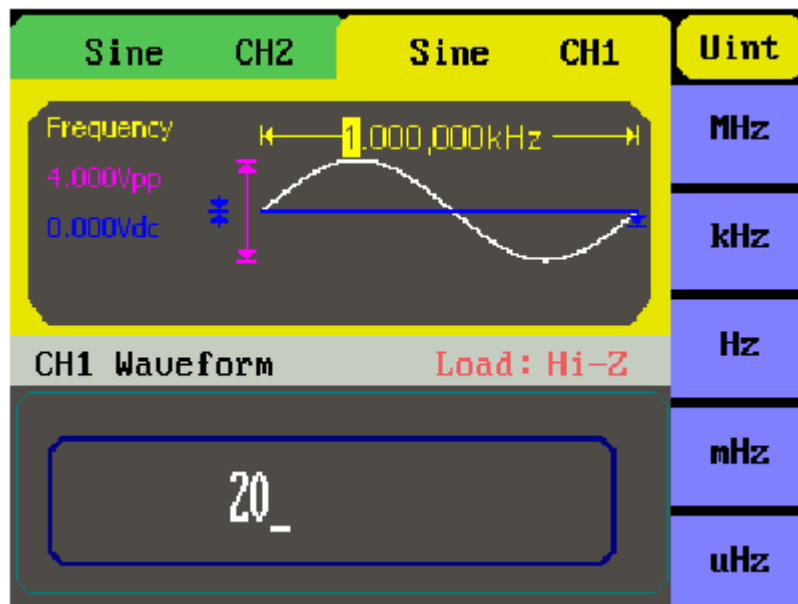 Sine CH2 Sine CH1 Uint
Frequency 1.000,000kHz MHz
4.000Vpp
0.000Vdc kHz
Hz
CH1 Waveform Load: Hi-Z
mHz
20_
uHz